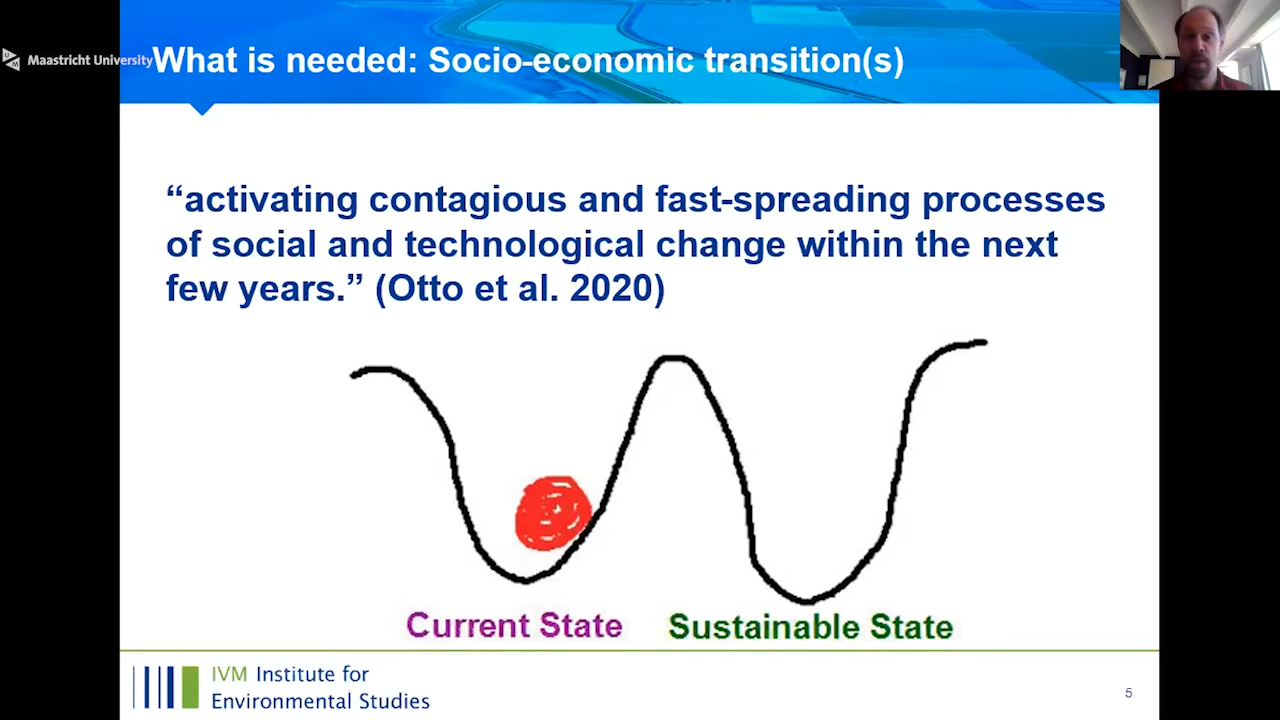 Maastricht University
What is needed: Socio-economic transition(s)
“activating contagious and fast-spreading processes
of social and technological change within the next
few years.” (Otto et al. 2020)
Current State
Sustainable State
IVM Institute for
Environmental Studies
5